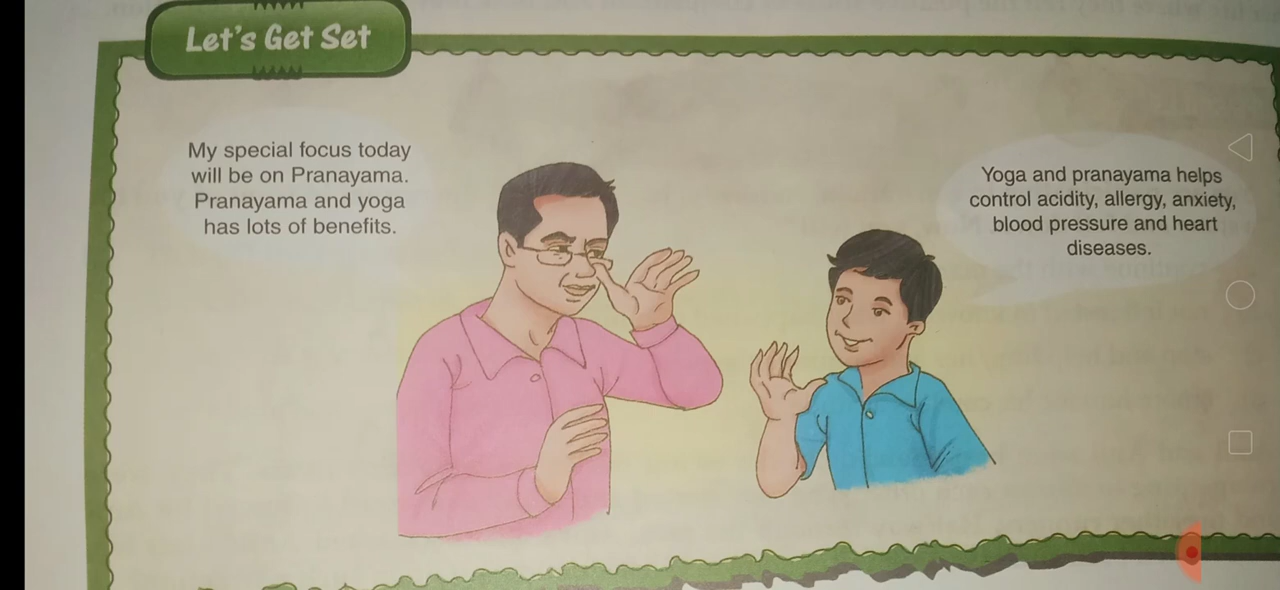 Let's Get Set
My special focus today
will be on Pranayama.
Pranayama and yoga
has lots of benefits.
Yoga and pranayama helps
control acidity, allergy, anxiety,
blood pressure and heart
diseases.